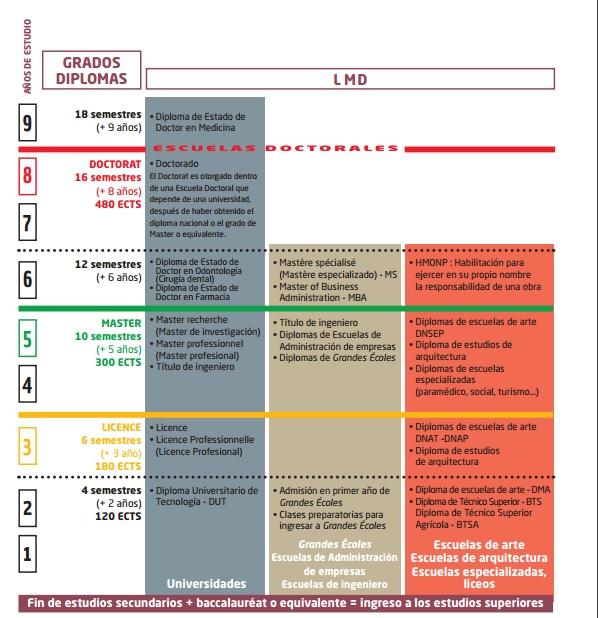 AÑOS DE ESTUDIO
GRADOS
DIPLOMAS
LMD
9
18 semestres
(+ 9 años)
• Diploma de Estado de
Doctor en Medicina
ESCUELAS DOCTORALES
8
7
DOCTORAT
16 semestres
(+ 8 años)
480 ECTS
• Doctorado
El Doctorat es otorgado dentro
de una Escuela Doctoral que
depende de una universidad,
después de haber obtenido el
diploma nacional o el grado de
Master o equivalente.
6
12 semestres
(+ 6 años)
• Diploma de Estado de
Doctor en Odontología
(Cirugía dental)
• Diploma de Estado de
Doctor en Farmacia
• Mastère spécialisé
(Mastère especializado) - MS
• Master of Business
Administration - MBA
• HMONP : Habilitación para
ejercer en su propio nombre
la responsabilidad de una obra
5
4
MASTER
10 semestres
(+ 5 años)
300 ECTS
• Master recherche
(Master de investigación)
• Master professionnel
(Master profesional)
• Título de ingeniero
• Título de ingeniero
• Diplomas de Escuelas de
Administración de empresas
• Diplomas de Grandes Écoles
• Diplomas de escuelas de arte
DNSEP
• Diploma de estudios de
arquitectura
• Diplomas de escuelas
especializadas
(paramédico, social, turismo...)
3
LICENCE
6 semestres
(+ 3 año)
180 ECTS
• Licence
• Licence Professionnelle
(Licence Profesional)
• Diplomas de escuelas de arte
DNAT -DNAP
• Diploma de estudios
de arquitectura
2
1
4 semestres
(+ 2 años)
120 ECTS
• Diploma Universitario de
Tecnología - DUT
• Admisión en primer año de
Grandes Écoles
• Clases preparatorias para
ingresar a Grandes Écoles
• Diploma de escuelas de arte - DMA
• Diploma de Técnico Superior - BTS
Diploma de Técnico Superior
Agrícola - BTSA
Universidades
Grandes Écoles
Escuelas de Administración
de empresas
Escuelas de ingeniero
Escuelas de arte
Escuelas de arquitectura
Escuelas especializadas,
liceos
Fin de estudios secundarios + baccalauréat o equivalente = ingreso a los estudios superiores